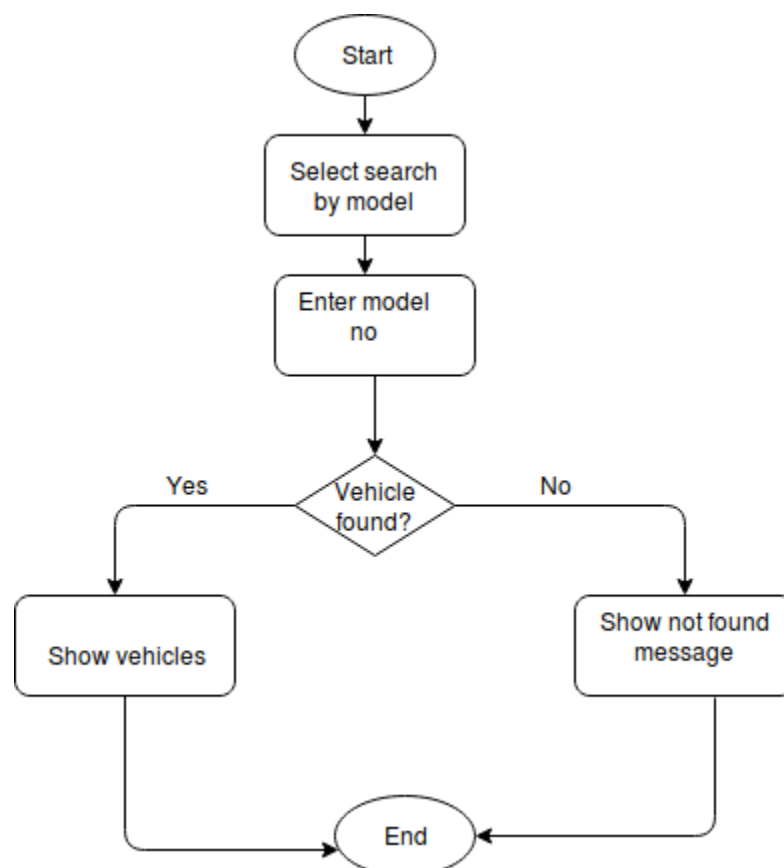 Start
Select search
by model
Enter model
no
Yes
Vehicle
found?
No
Show vehicles
Show not found
message
End